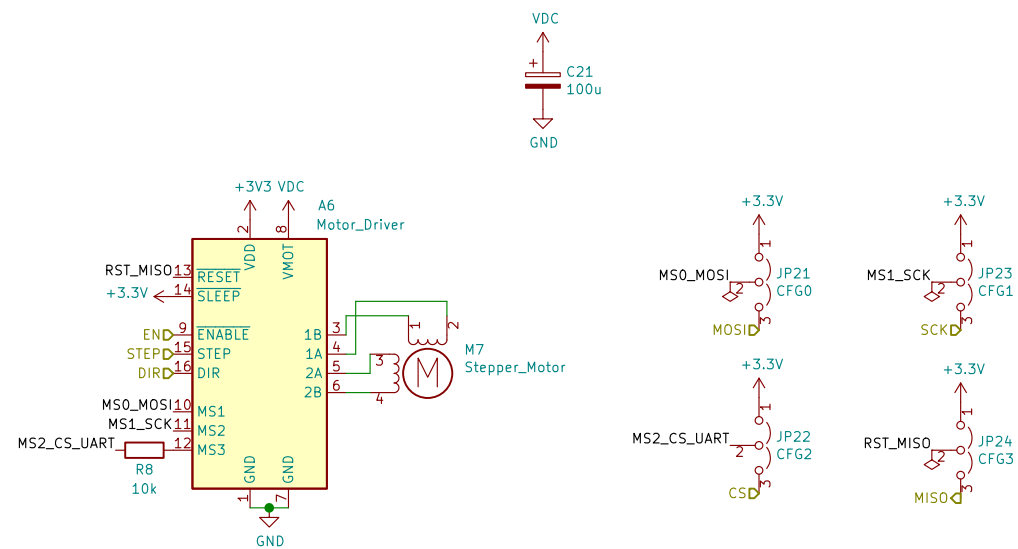 VDC
+
C21
100u
GND
+3V3 VDC
A6
Motor_Driver
2
8
VDD
VMOT
RST_MISO 13 RESET
+3.3V 14 SLEEP
EN 9 ENABLE
STEP 15 STEP
DIR 16 DIR
MS0_MOSI 10 MS1
MS1_SCK 11 MS2
MS2_CS_UART 12 MS3
R8
10k
3 1B
4 1A
5 2A
6 2B
GND
GND
1
7
GND
1
2
3
4
M
M7
Stepper_Motor
+3.3V
1
MS0_MOSI
2
JP21
CFG0
3
MOSI
+3.3V
1
MS1_SCK
2
JP23
CFG1
3
SCK
+3.3V
1
MS2_CS_UART
2
JP22
CFG2
3
CS
+3.3V
1
RST_MISO
2
JP24
CFG3
3
MISO